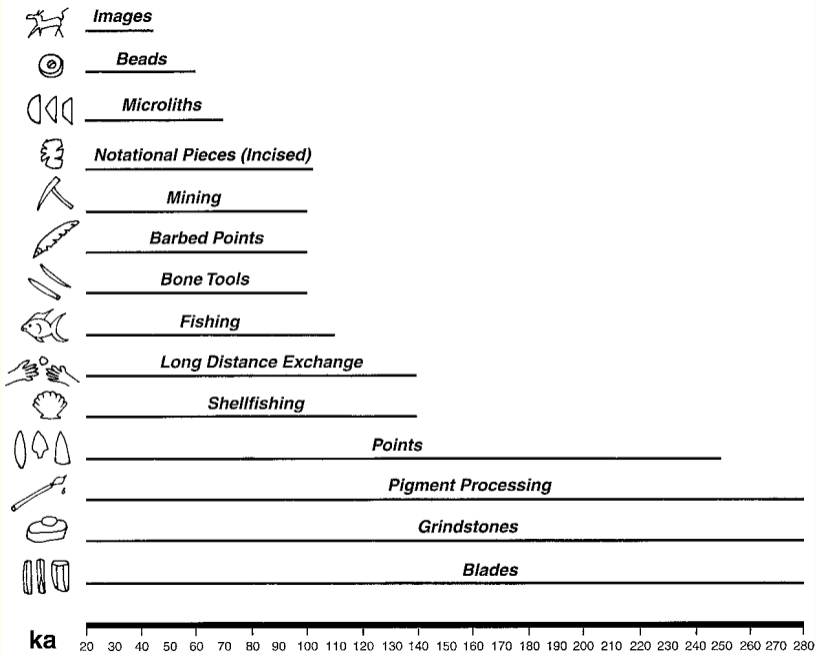 Images
Beads
Microliths
Notational Pieces (Incised)
Mining
Barbed Points
Bone Tools
Fishing
Long Distance Exchange
Shellfishing
Points
Pigment Processing
Grindstones
Blades
ka 20 30 40 50 60 70 80 90 100 110 120 130 140 150 160 170 180 190 200 210 220 230 240 250 260 270 280